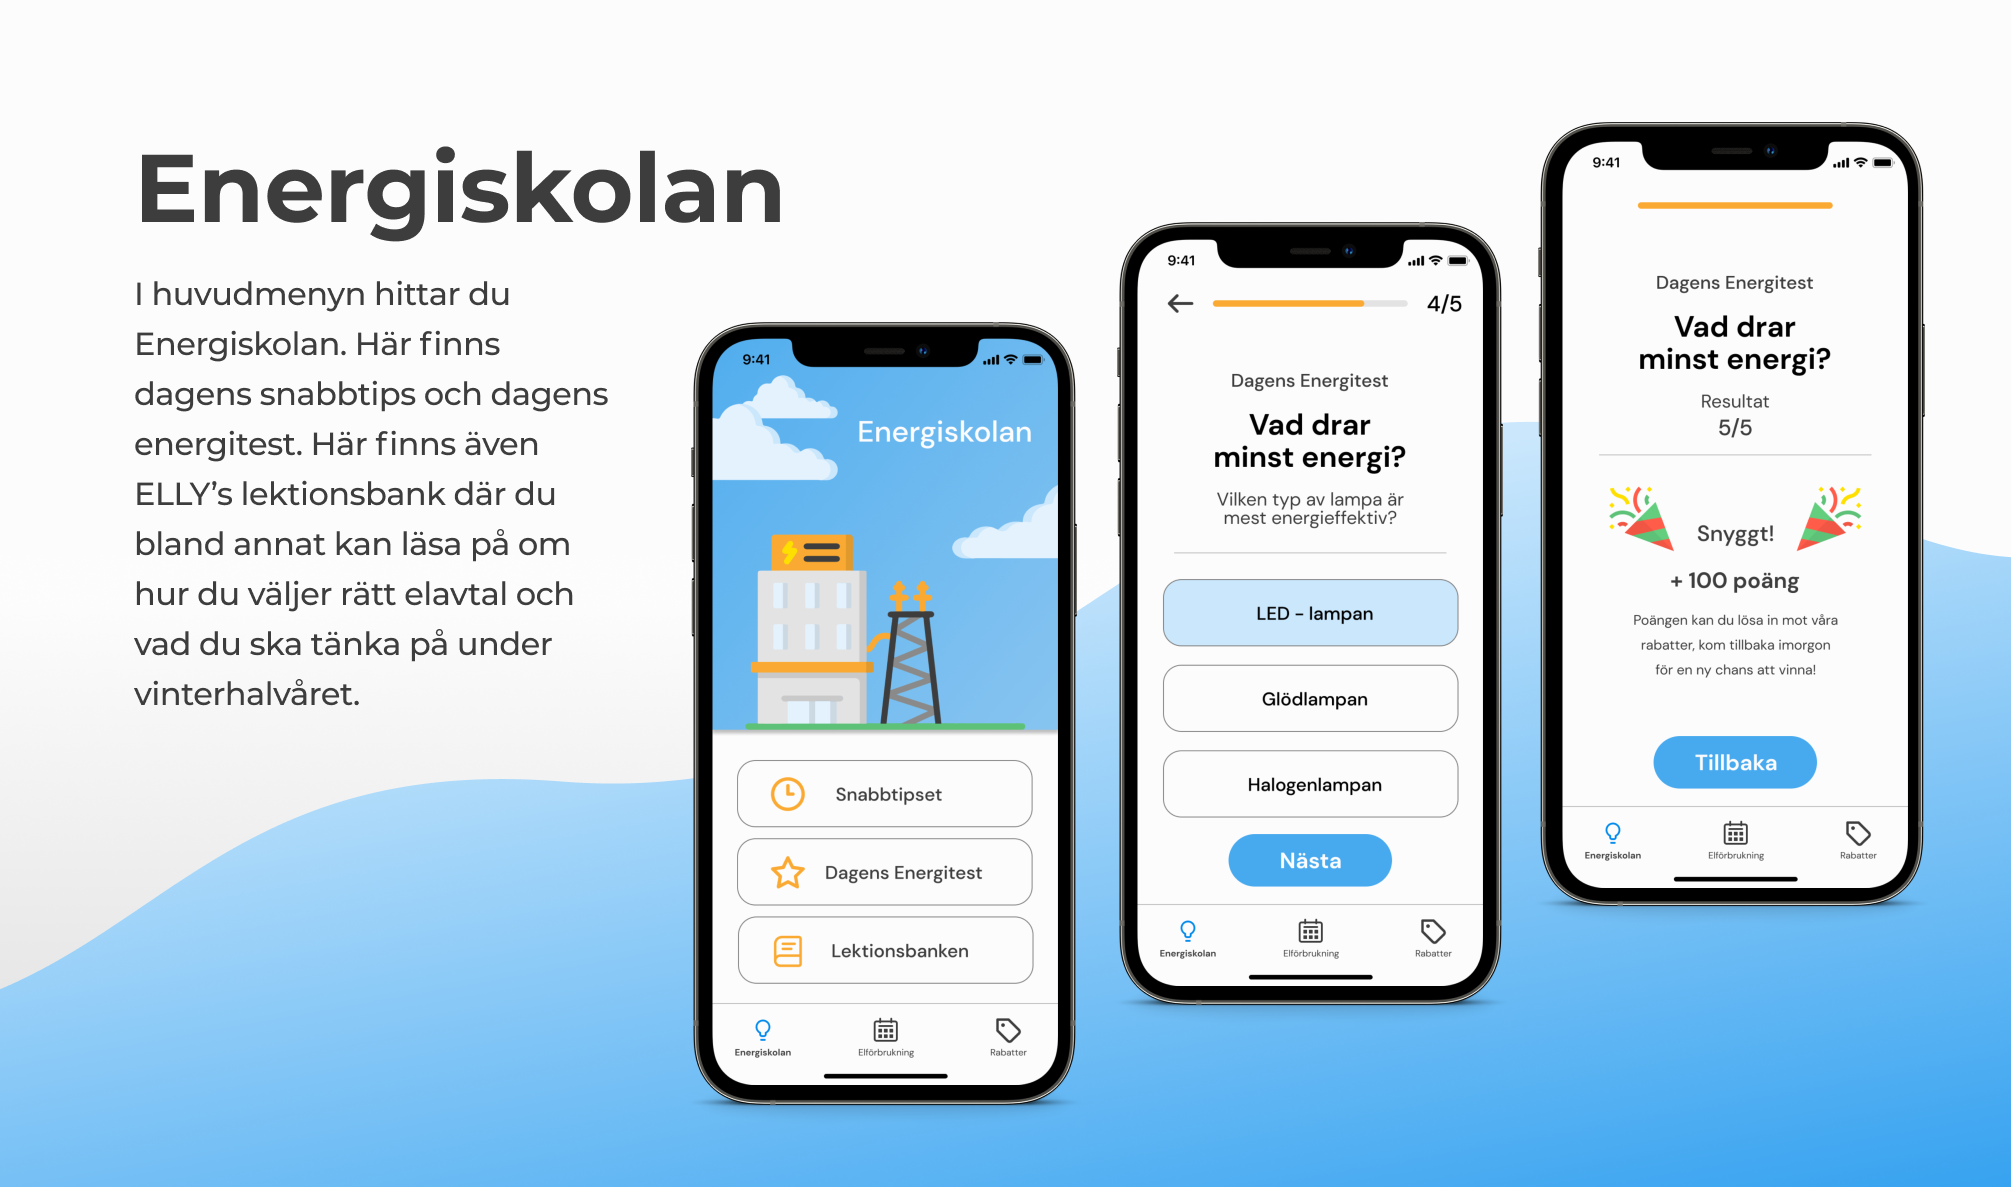 Energiskolan
I huvudmenyn hittar du
Energiskolan. Här finns
dagens snabbtips och dagens
energitest. Här finns även
ELLY’s lektionsbank där du
bland annat kan läsa på om
hur du väljer rätt elavtal och
vad du ska tänka på under
vinterhalvåret.
9:41
Energiskolan
Snabbtipset
Dagens Energitest
Lektionsbanken
Energiskolan
Elförbrukning
Rabatter
9:41
4/5
Dagens Energitest
Vad drar
minst energi?
Vilken typ av lampa är
mest energieffektiv?
LED - lampan
Glödlampan
Halogenlampan
Nästa
Energiskolan
Elförbrukning
Rabatter
9:41
Dagens Energitest
Vad drar
minst energi?
Resultat
5/5
Snyggt!
+ 100 poäng
Poängen kan du lösa in mot våra
rabatter, kom tillbaka imorgon
för en ny chans att vinna!
Tillbaka
Energiskolan
Elförbrukning
Rabatter